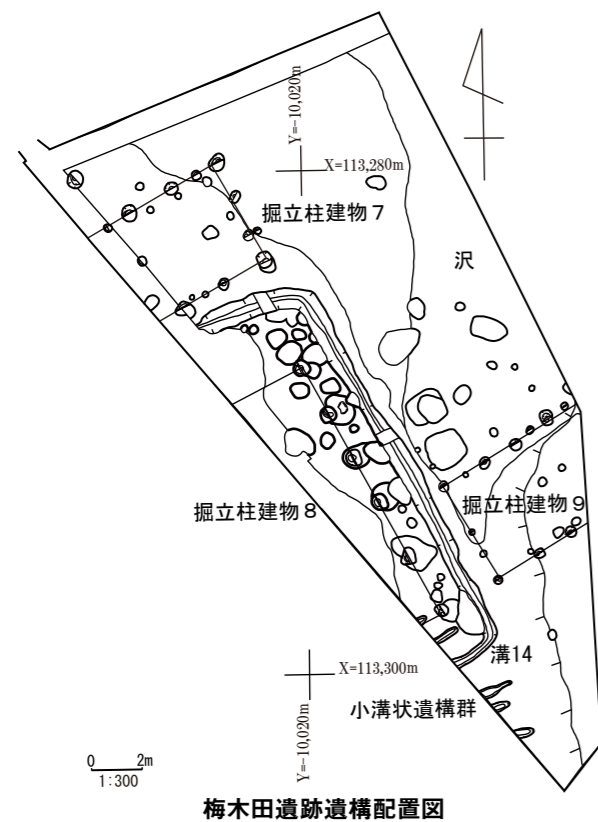 Y=-10,020m
X=113,280m
掘立柱建物７
沢
掘立柱建物８
掘立柱建物９
溝14
X=113,300m
小溝状遺構群
Y=-10,020m
0 2m
1:300
梅木田遺跡遺構配置図